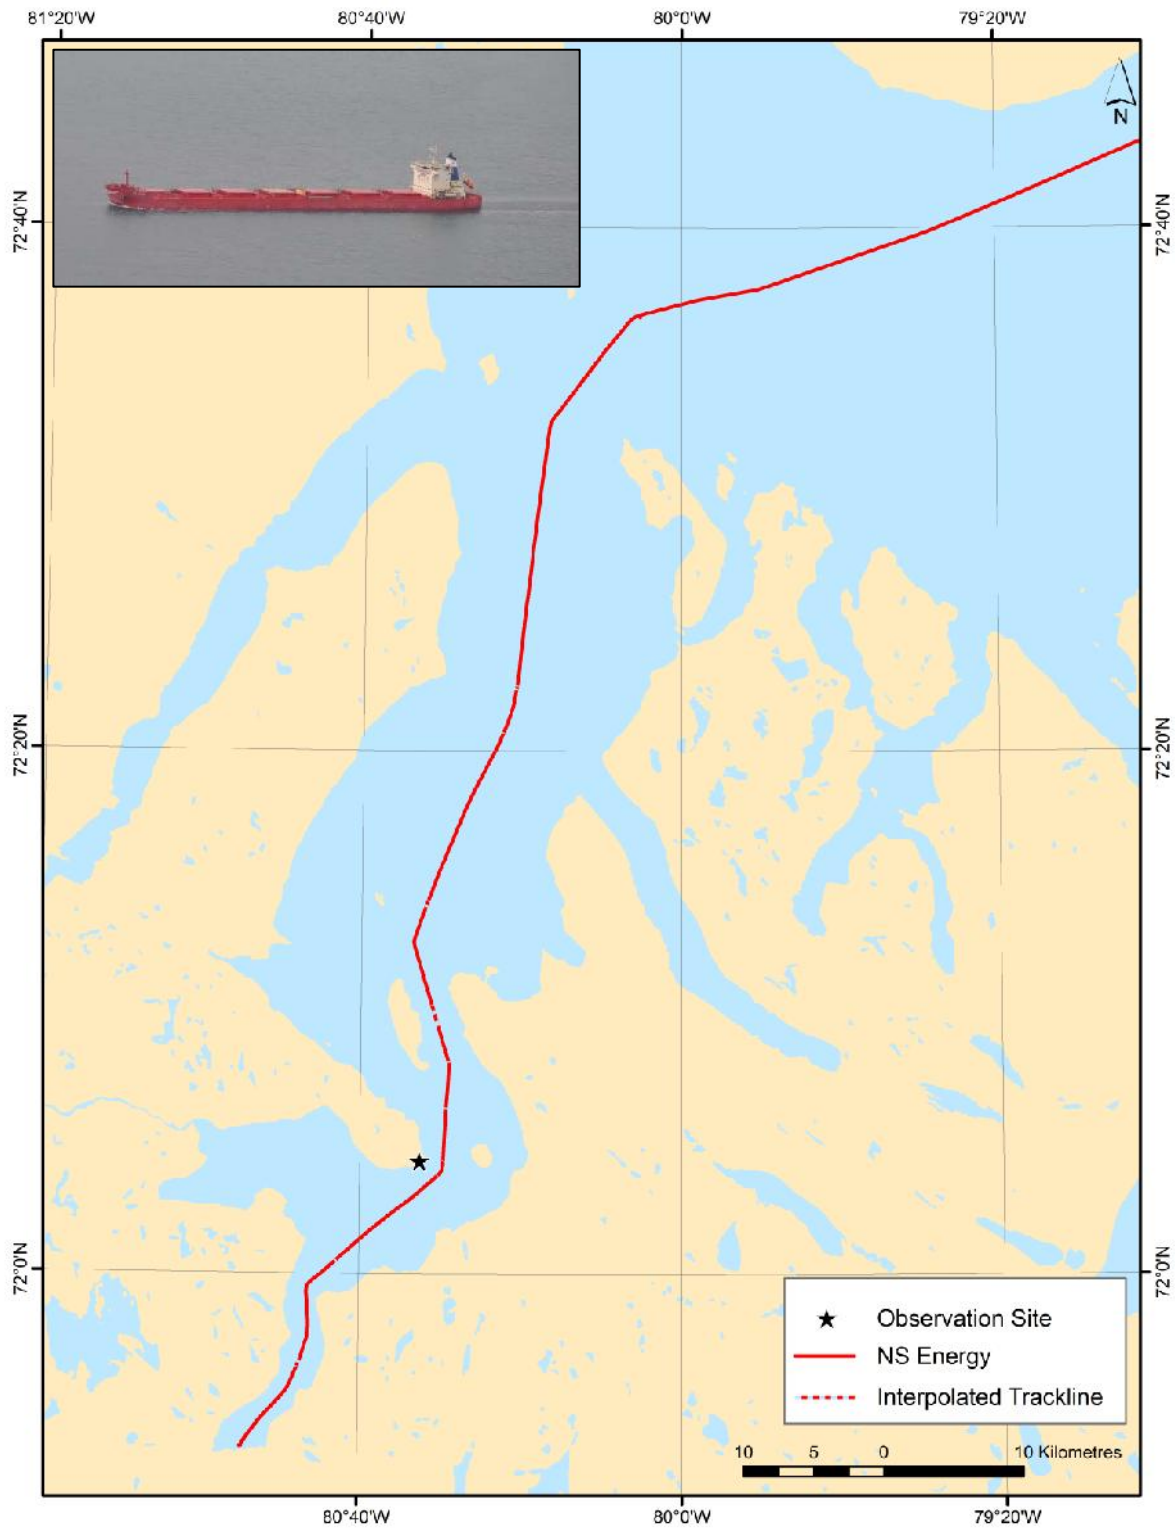 81°20'W 80°40'W 80°0'W 79°20'W
N
72°40'N 72°40'N
72°20'N 72°20'N
72°0'N 72°0'N
Observation Site
NS Energy
Interpolated Trackline
10 5 0 10 Kilometres
80°40'W 80°0'W 79°20'W